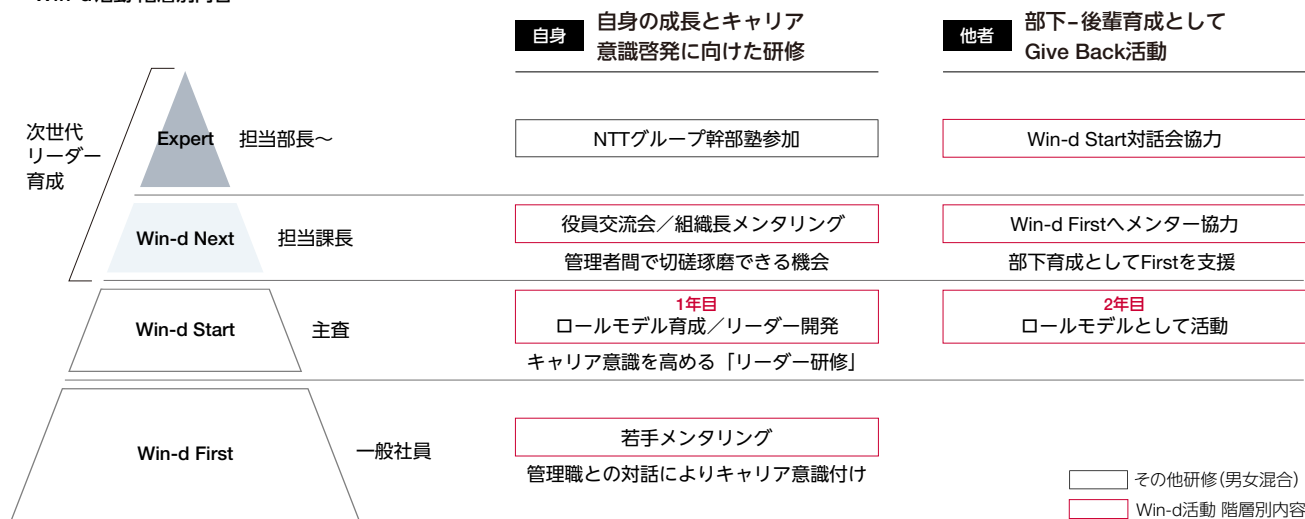 Win-d活動 階層別内容
自身
自身の成長とキャリア
意識啓発に向けた研修
他者
部下−後輩育成として
Give Back活動
次世代
リーダー
育成
Expert
担当部長〜
NTTグループ幹部塾参加
Win-d Start対話会協力
Win-d Next
担当課長
役員交流会／組織長メンタリング
管理者間で切磋琢磨できる機会
Win-d Firstへメンター協力
部下育成としてFirstを支援
Win-d Start
主査
1年目
ロールモデル育成／リーダー開発
キャリア意識を高める「リーダー研修」
2年目
ロールモデルとして活動
Win-d First
一般社員
若手メンタリング
管理職との対話によりキャリア意識付け
その他研修(男女混合)
Win-d活動 階層別内容